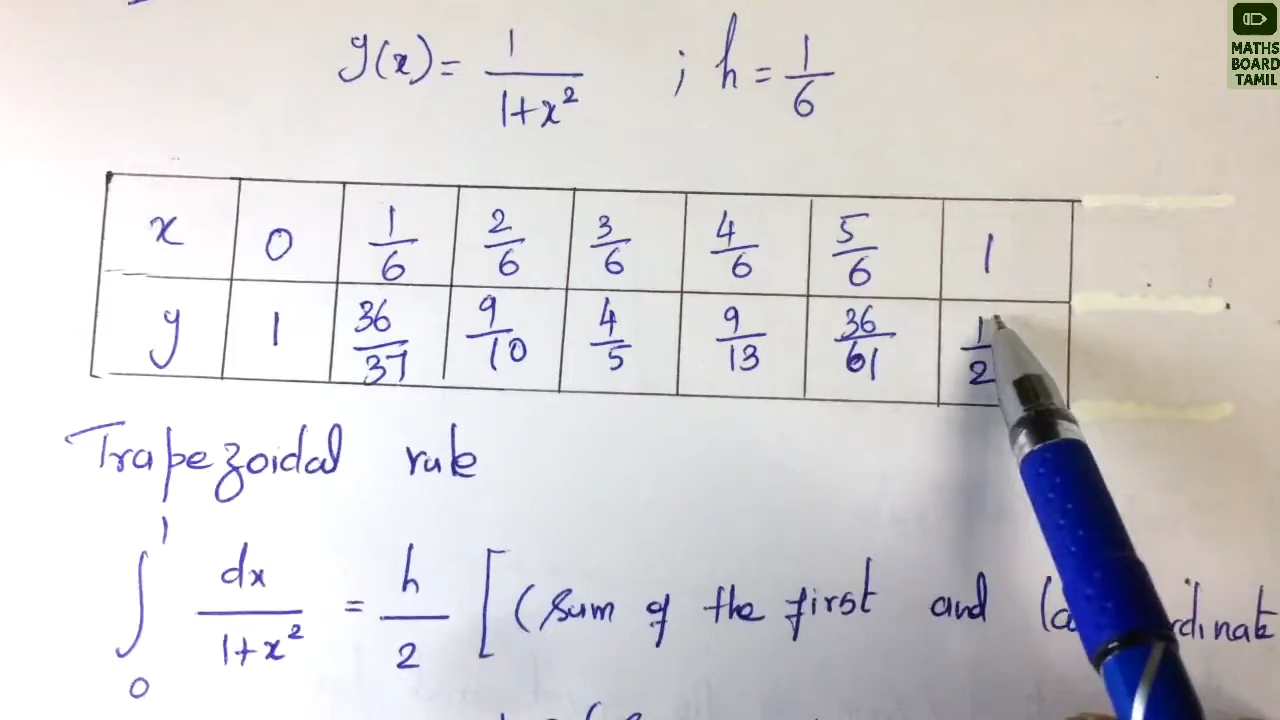 MATHS
BOARD
TAMIL
y(x) = 1/(1+x²) ; h = 1/6
x 0 1/6 2/6 3/6 4/6 5/6 1
y 1 36/37 9/10 4/5 9/13 36/61 1/2
Trapezoidal rule
∫₀¹ dx/(1+x²) = h/2 [(sum of the first and